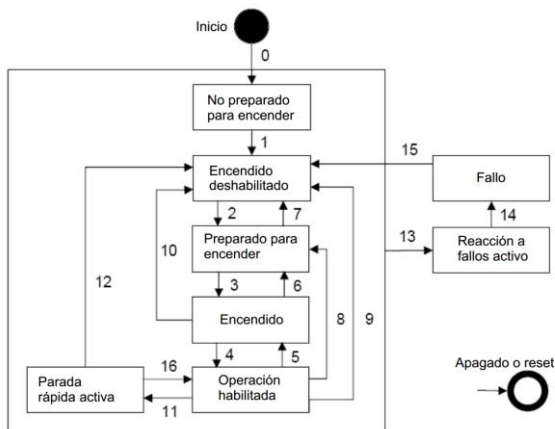 Inicio
0
No preparado
para encender
1
Encendido
deshabilitado
15
Fallo
2
7
14
10
Preparado para
encender
13
Reacción a
fallos activo
12
3
6
Encendido
8
9
4
5
Apagado o reset
Parada
rápida activa
16
11
Operación
habilitada